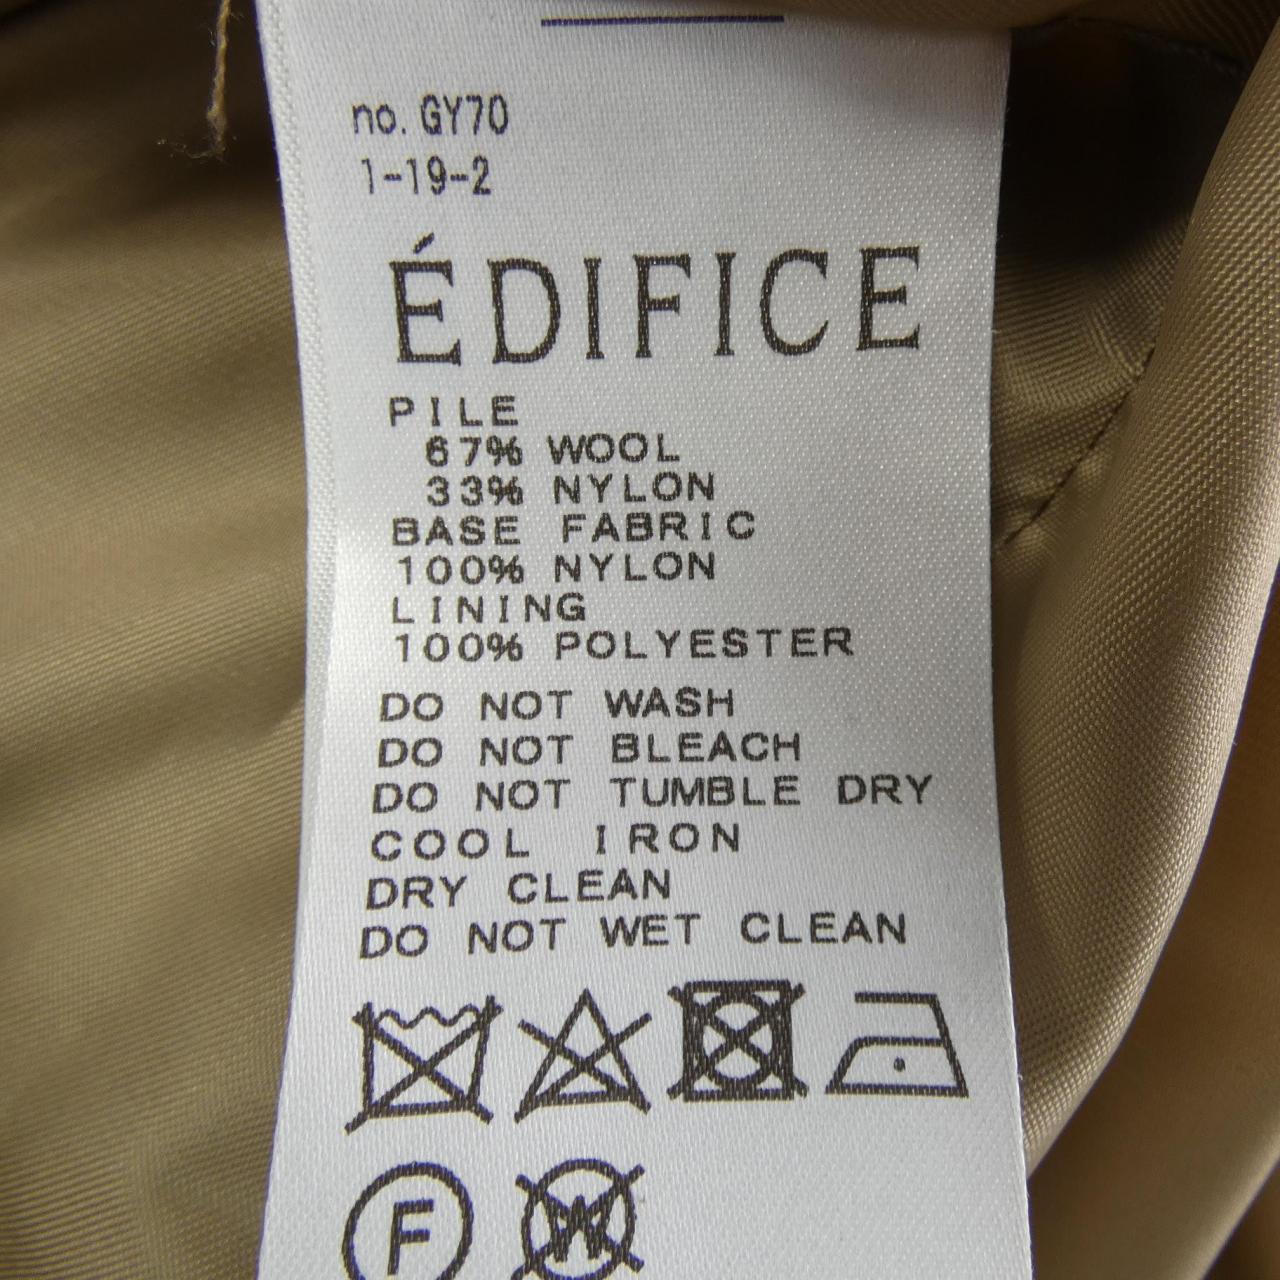 no. GY70
1-19-2
ÉDIFICE
PILE
67% WOOL
33% NYLON
BASE FABRIC
100% NYLON
LINING
100% POLYESTER
DO NOT WASH
DO NOT BLEACH
DO NOT TUMBLE DRY
COOL IRON
DRY CLEAN
DO NOT WET CLEAN
F W